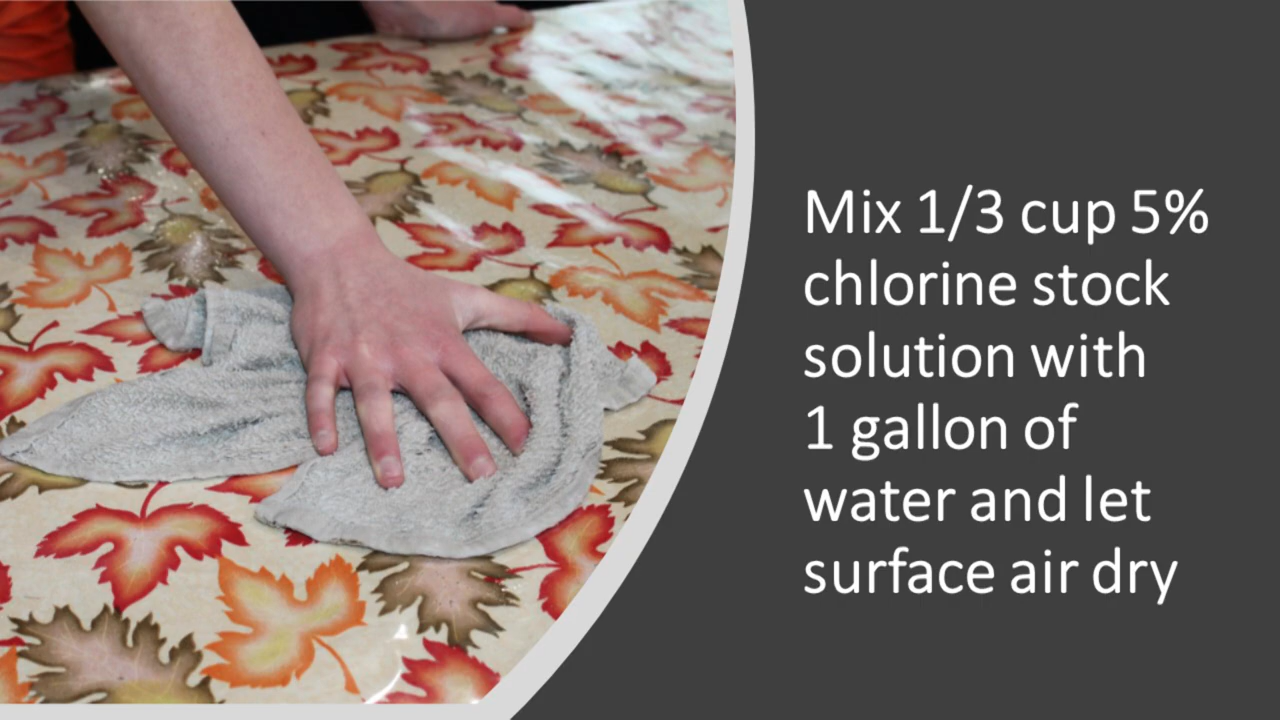 Mix 1/3 cup 5%
chlorine stock
solution with
1 gallon of
water and let
surface air dry